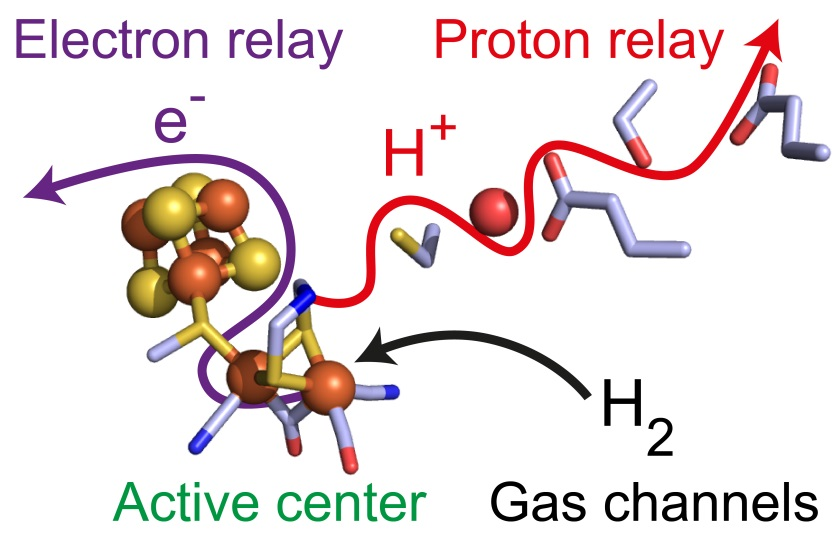 Electron relay
Proton relay
e-
H+
H2
Active center
Gas channels